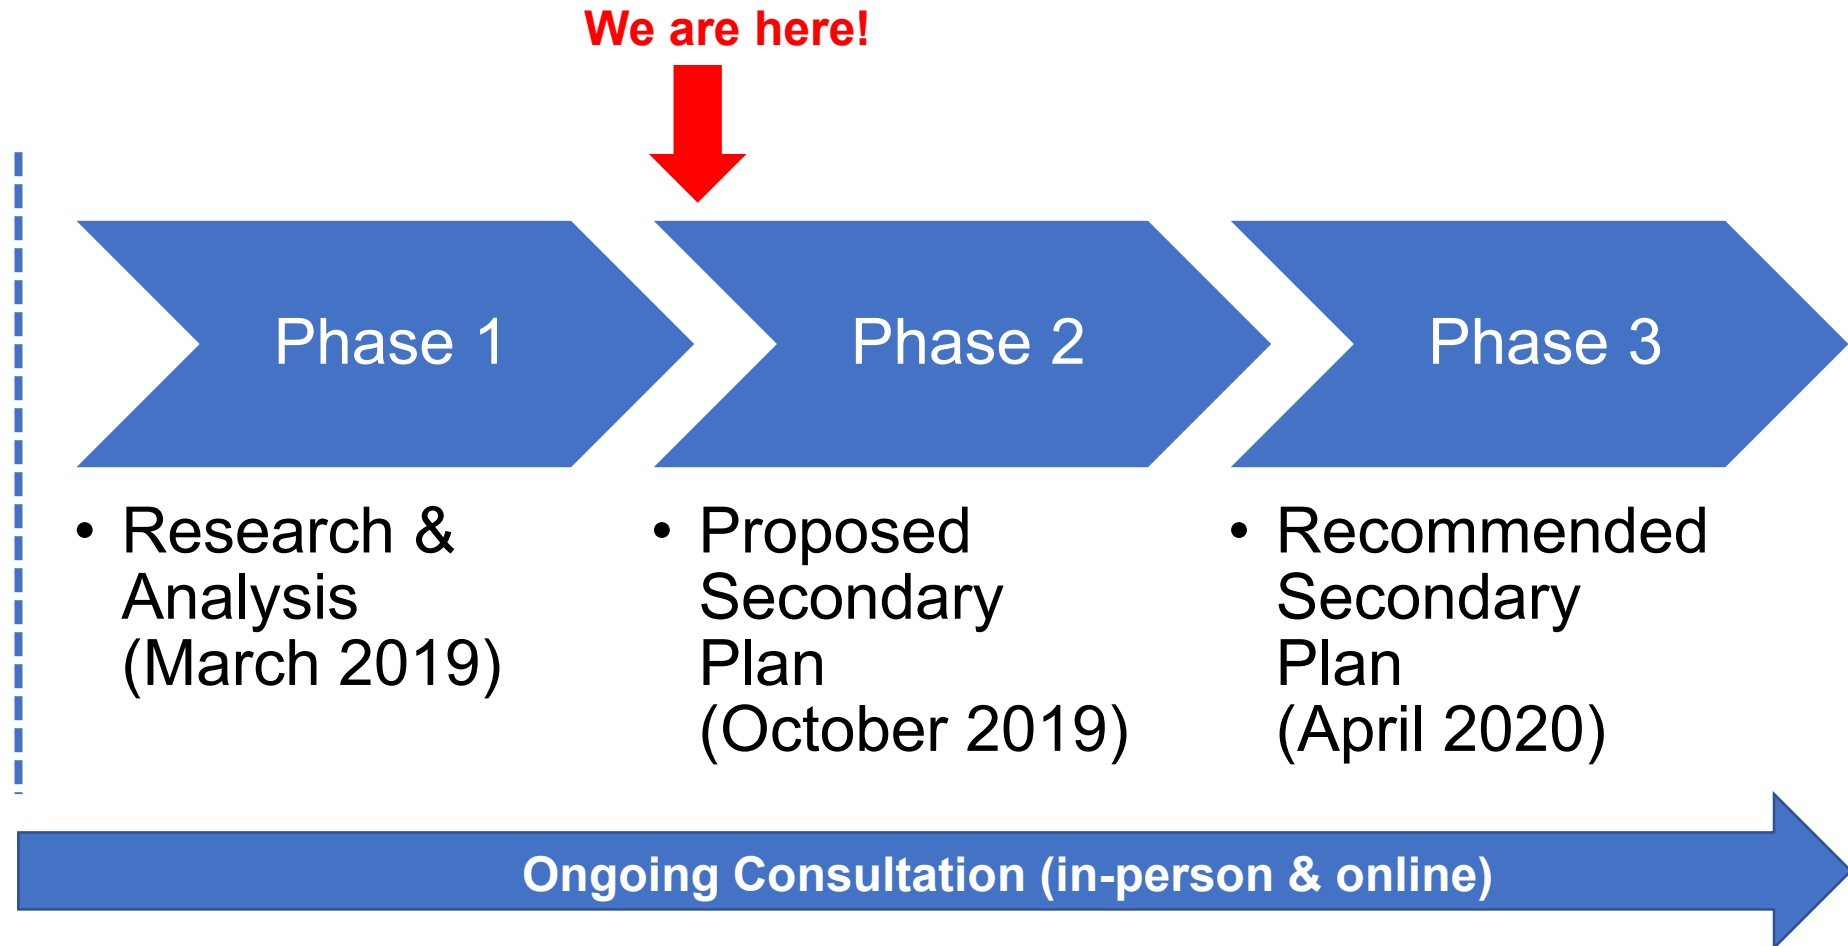 We are here!
Phase 1
Phase 2
Phase 3
• Research &
Analysis
(March 2019)
• Proposed
Secondary
Plan
(October 2019)
• Recommended
Secondary
Plan
(April 2020)
Ongoing Consultation (in-person & online)